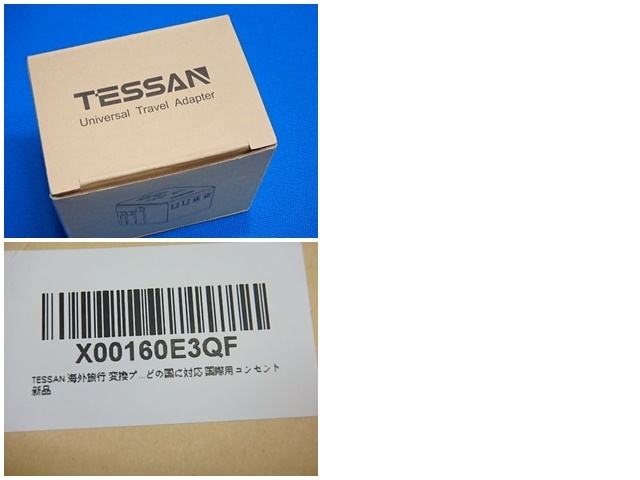 TESSAN
Universal Travel Adapter
X00160E3QF
TESSAN 海外旅行 変換プ...どの国に対応 国際用コンセント
新品